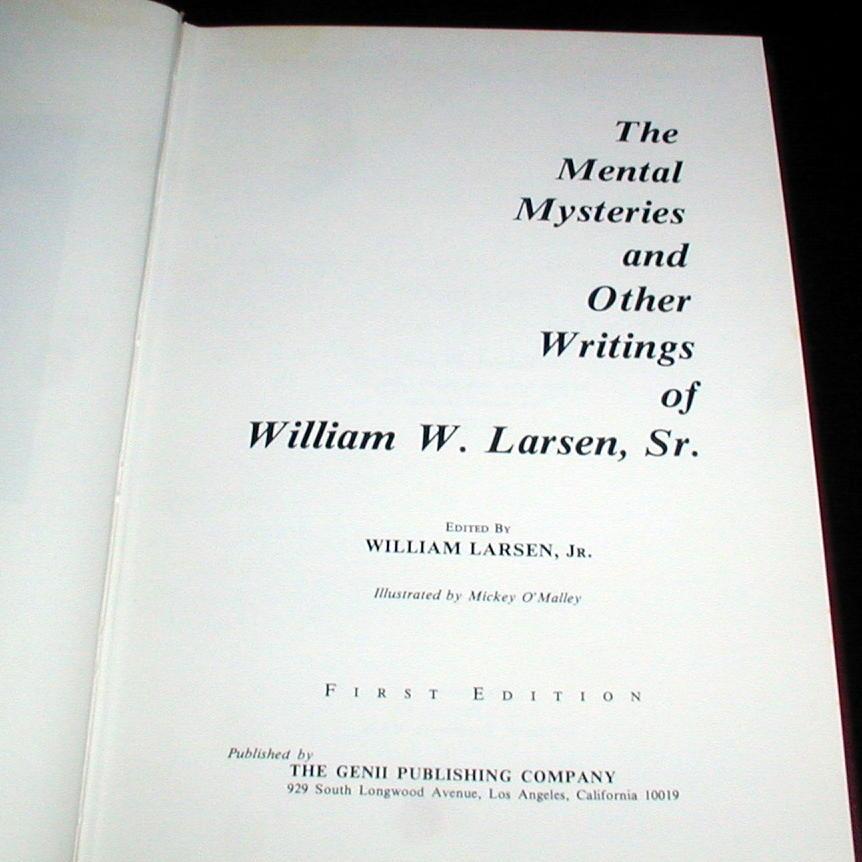 The
Mental
Mysteries
and
Other
Writings
of
William W. Larsen, Sr.
Edited By
WILLIAM LARSEN, Jr.
Illustrated by Mickey O'Malley
First Edition
Published by
THE GENII PUBLISHING COMPANY
929 South Longwood Avenue, Los Angeles, California 10019